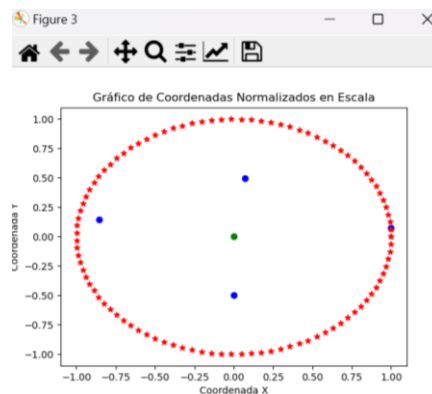 Figure 3
Gráfico de Coordenadas Normalizados en Escala
1.00
0.75
0.50
0.25
0.00
−0.25
−0.50
−0.75
−1.00
Coordenada Y
−1.00 −0.75 −0.50 −0.25 0.00 0.25 0.50 0.75 1.00
Coordenada X